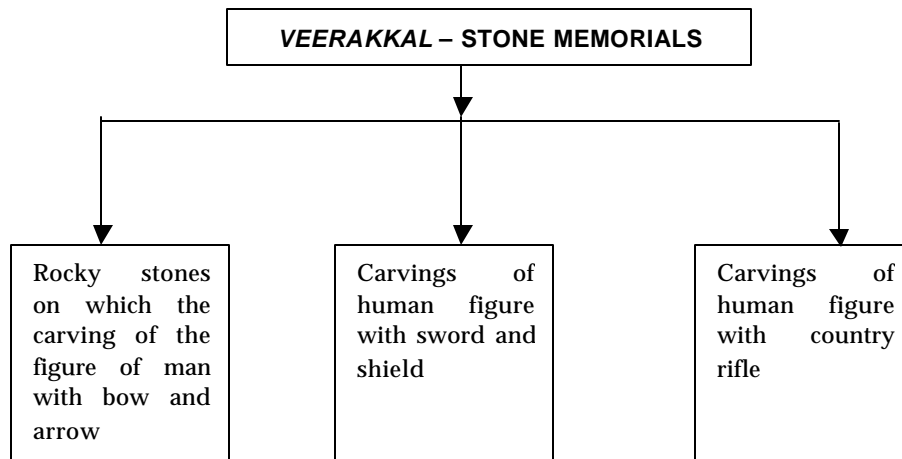 VEERAKKAL – STONE MEMORIALS
Rocky stones
on which the
carving of the
figure of man
with bow and
arrow
Carvings of
human figure
with sword and
shield
Carvings of
human figure
with country
rifle